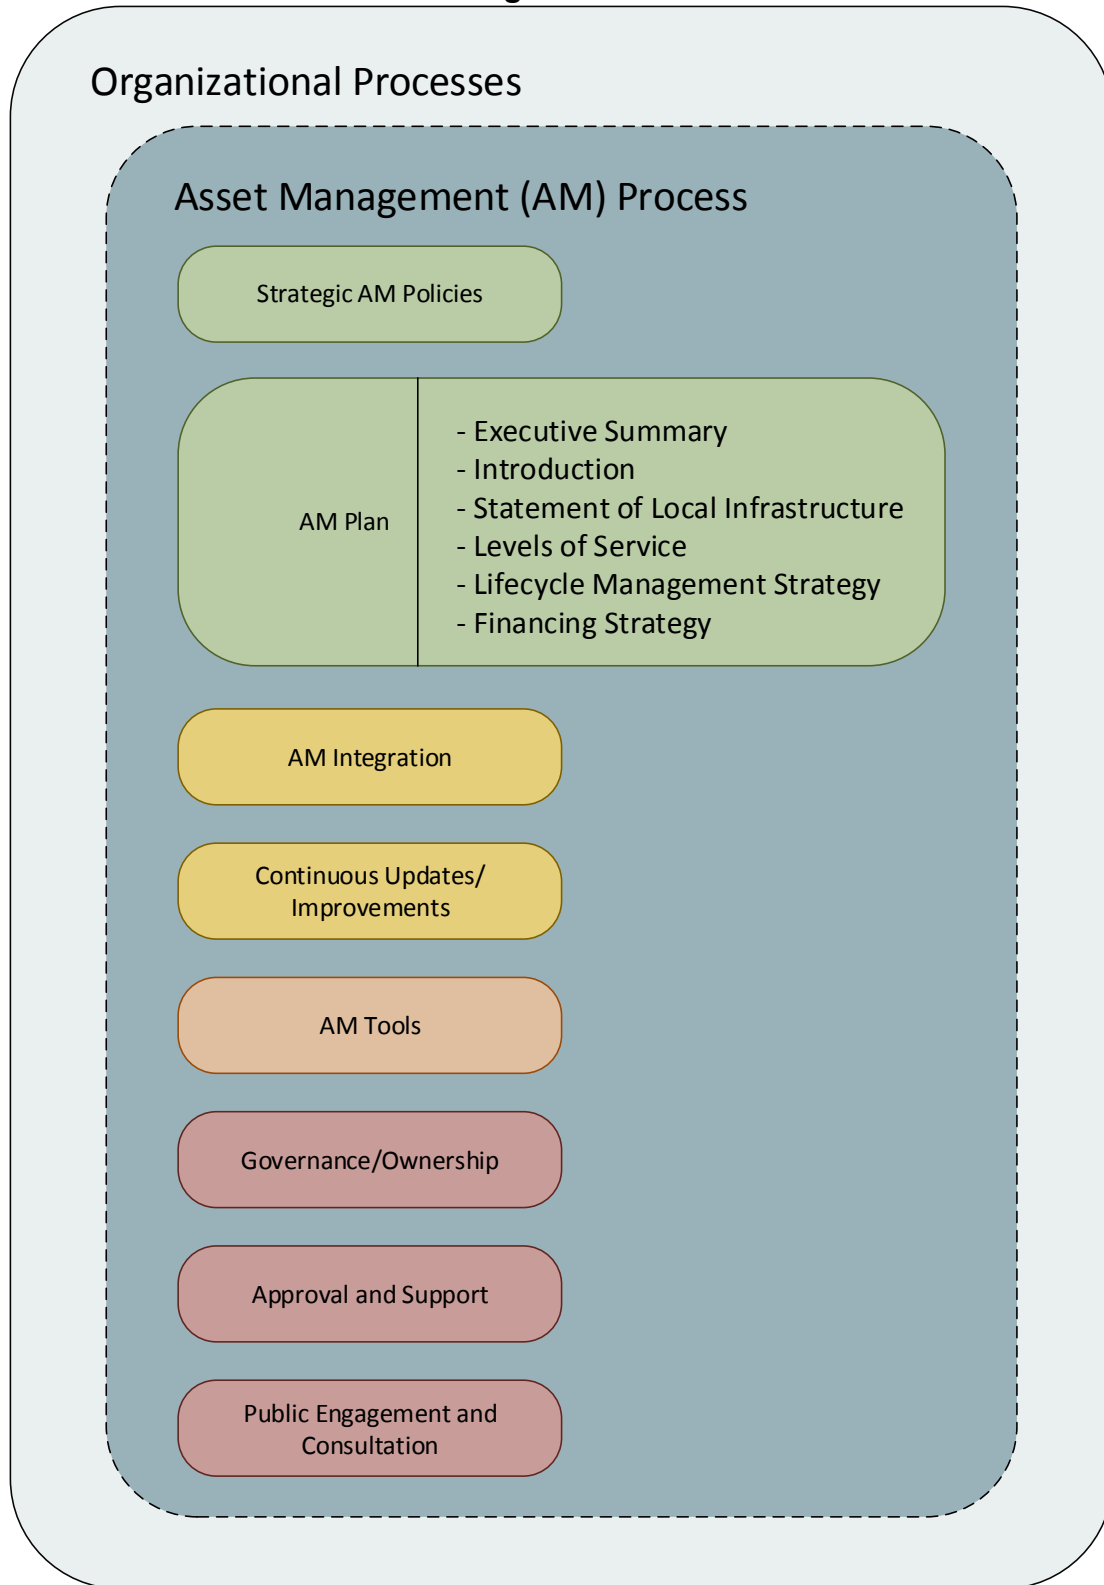 Organizational Processes
Asset Management (AM) Process
Strategic AM Policies
AM Plan
- Executive Summary
- Introduction
- Statement of Local Infrastructure
- Levels of Service
- Lifecycle Management Strategy
- Financing Strategy
AM Integration
Continuous Updates/
Improvements
AM Tools
Governance/Ownership
Approval and Support
Public Engagement and
Consultation